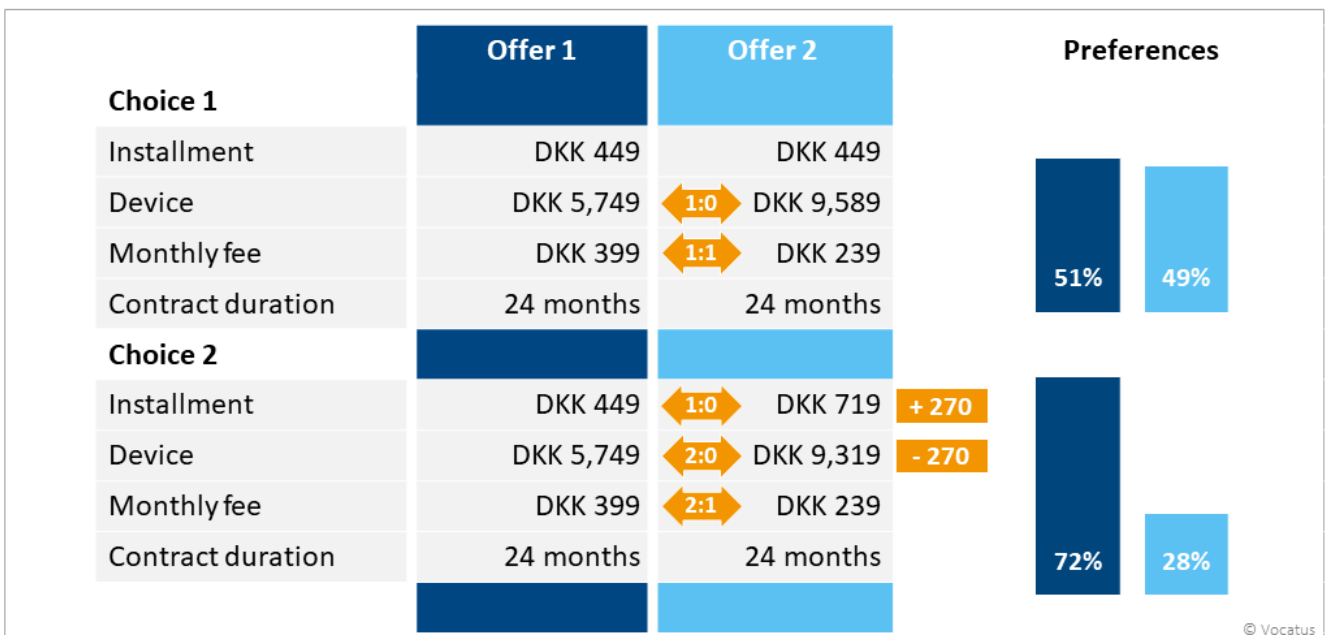 Offer 1 Offer 2 Preferences
Choice 1
Installment DKK 449 DKK 449
Device DKK 5,749 1:0 DKK 9,589
Monthly fee DKK 399 1:1 DKK 239
51% 49%
Contract duration 24 months 24 months
Choice 2
Installment DKK 449 1:0 DKK 719 + 270
Device DKK 5,749 2:0 DKK 9,319 - 270
Monthly fee DKK 399 2:1 DKK 239
Contract duration 24 months 24 months 72% 28%
© Vocatus